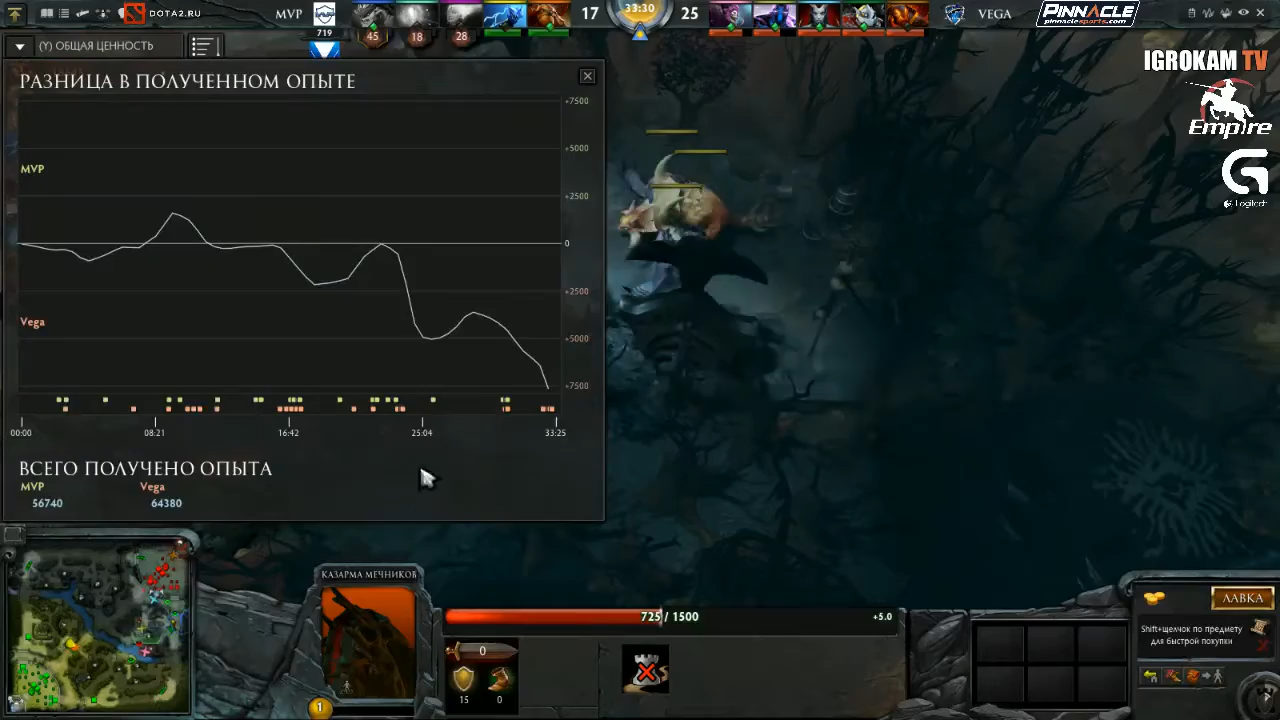 DOTA2.RU
MVP
719
45
18
28
17
33:30
25
VEGA
PINNACLE
pinnaclesports.com
(Y) ОБЩАЯ ЦЕННОСТЬ
IGROKAM TV
Empire
Logitech
РАЗНИЦА В ПОЛУЧЕННОМ ОПЫТЕ
+7500
+5000
MVP
+2500
0
+2500
Vega
+5000
+7500
00:00
08:21
16:42
25:04
33:25
ВСЕГО ПОЛУЧЕНО ОПЫТА
MVP
Vega
56740
64380
КАЗАРМА МЕЧНИКОВ
725 / 1500
+5.0
0
15
0
1
ЛАВКА
Shift+щелчок по предмету
для быстрой покупки